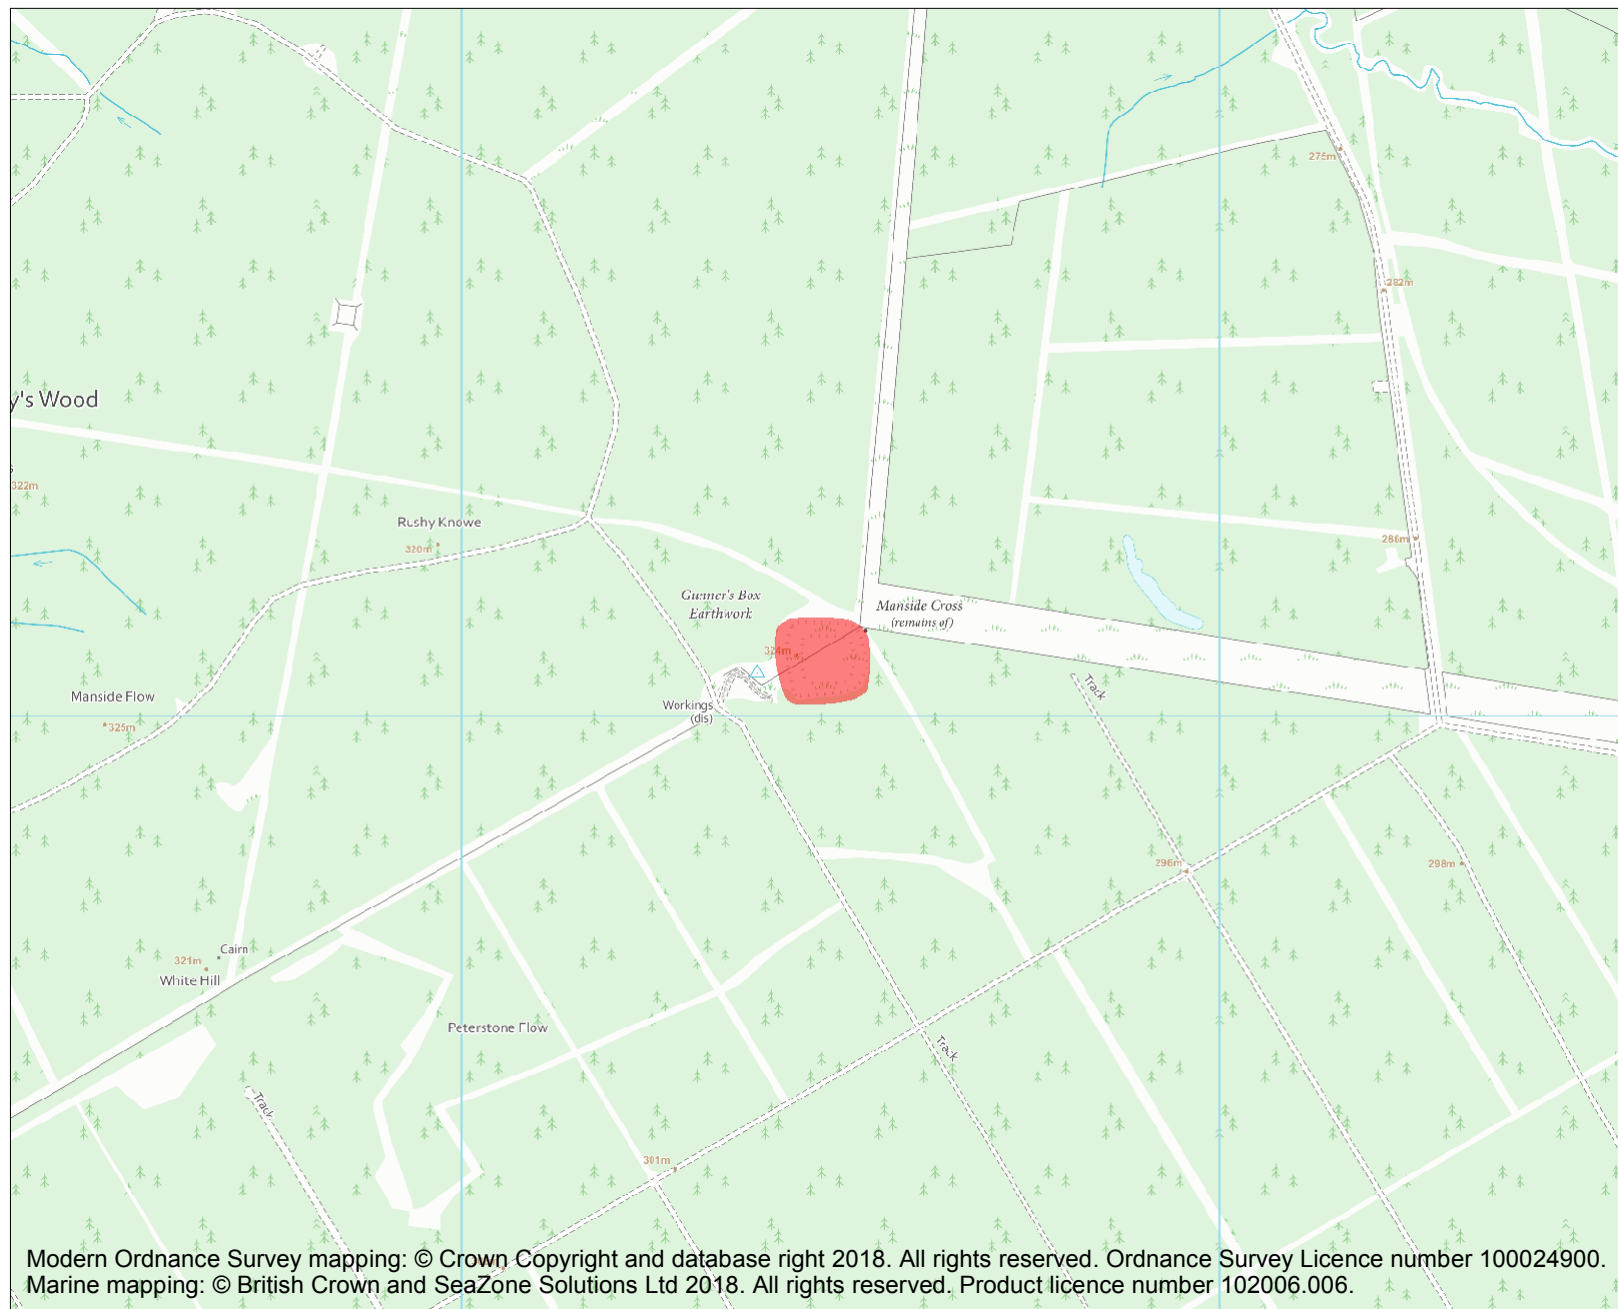 275m
282m
y's Wood
322m
Rushy Knowe
320m
286m
Gunner's Box
Earthwork
Manside Cross
(remains of)
324m
Manside Flow
325m
Workings
(dis)
Track
296m
298m
Cairn
321m
White Hill
Peterstone Flow
Track
Track
301m
Modern Ordnance Survey mapping: © Crown Copyright and database right 2018. All rights reserved. Ordnance Survey Licence number 100024900.
Marine mapping: © British Crown and SeaZone Solutions Ltd 2018. All rights reserved. Product licence number 102006.006.